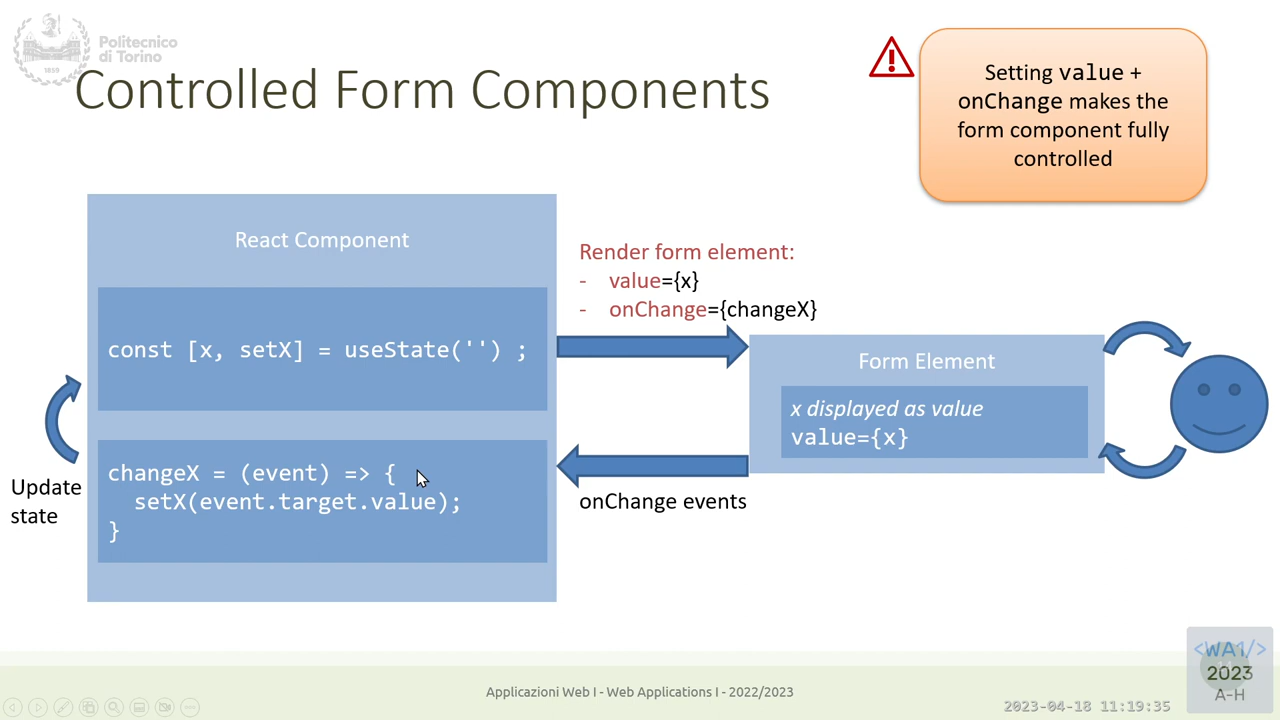 Politecnico
di Torino
1859
Controlled Form Components
Setting value +
onChange makes the
form component fully
controlled
React Component
const [x, setX] = useState('') ;
changeX = (event) => {
setX(event.target.value);
}
Update
state
Render form element:
- value={x}
- onChange={changeX}
onChange events
Form Element
x displayed as value
value={x}
Applicazioni Web I - Web Applications I - 2022/2023
2023-04-18 11:19:35
<WA1/>
2023
A-H